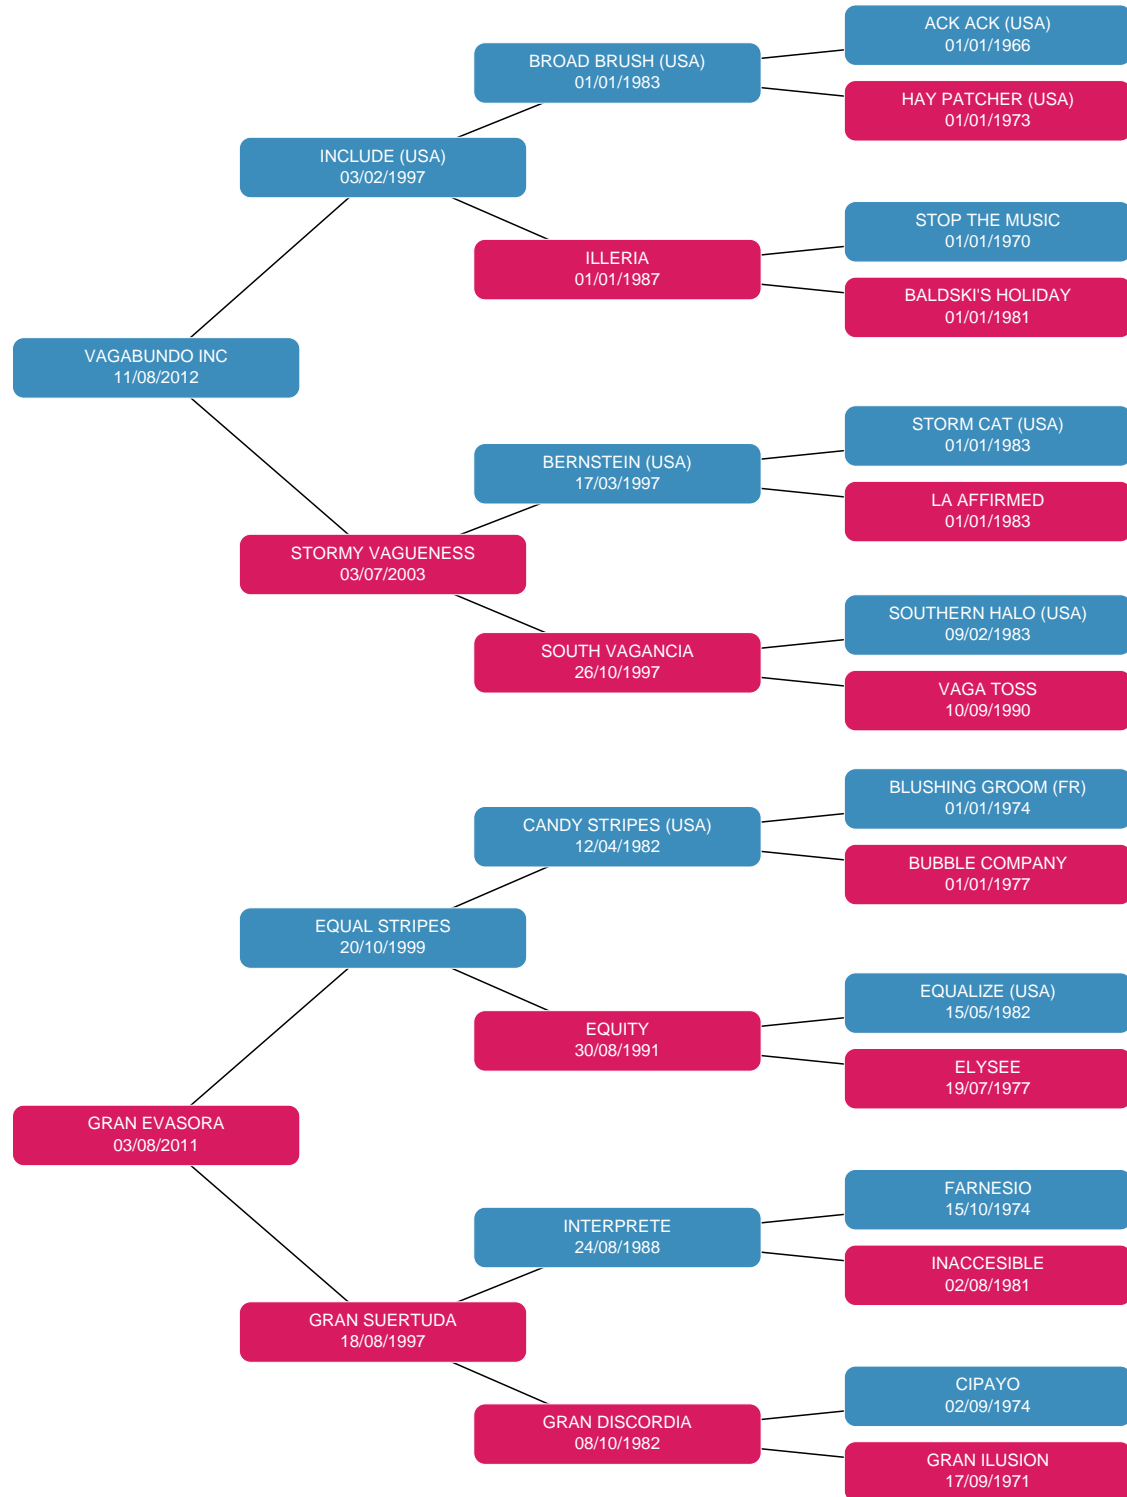 ACK ACK (USA)
01/01/1966
BROAD BRUSH (USA)
01/01/1983
HAY PATCHER (USA)
01/01/1973
INCLUDE (USA)
03/02/1997
STOP THE MUSIC
01/01/1970
ILLERIA
01/01/1987
BALDSKI'S HOLIDAY
01/01/1981
VAGABUNDO INC
11/08/2012
STORM CAT (USA)
01/01/1983
BERNSTEIN (USA)
17/03/1997
LA AFFIRMED
01/01/1983
STORMY VAGUENESS
03/07/2003
SOUTHERN HALO (USA)
09/02/1983
SOUTH VAGANCIA
26/10/1997
VAGA TOSS
10/09/1990
BLUSHING GROOM (FR)
01/01/1974
CANDY STRIPES (USA)
12/04/1982
BUBBLE COMPANY
01/01/1977
EQUAL STRIPES
20/10/1999
EQUALIZE (USA)
15/05/1982
EQUITY
30/08/1991
ELYSEE
19/07/1977
GRAN EVASORA
03/08/2011
FARNESIO
15/10/1974
INTERPRETE
24/08/1988
INACCESIBLE
02/08/1981
GRAN SUERTUDA
18/08/1997
CIPAYO
02/09/1974
GRAN DISCORDIA
08/10/1982
GRAN ILUSION
17/09/1971